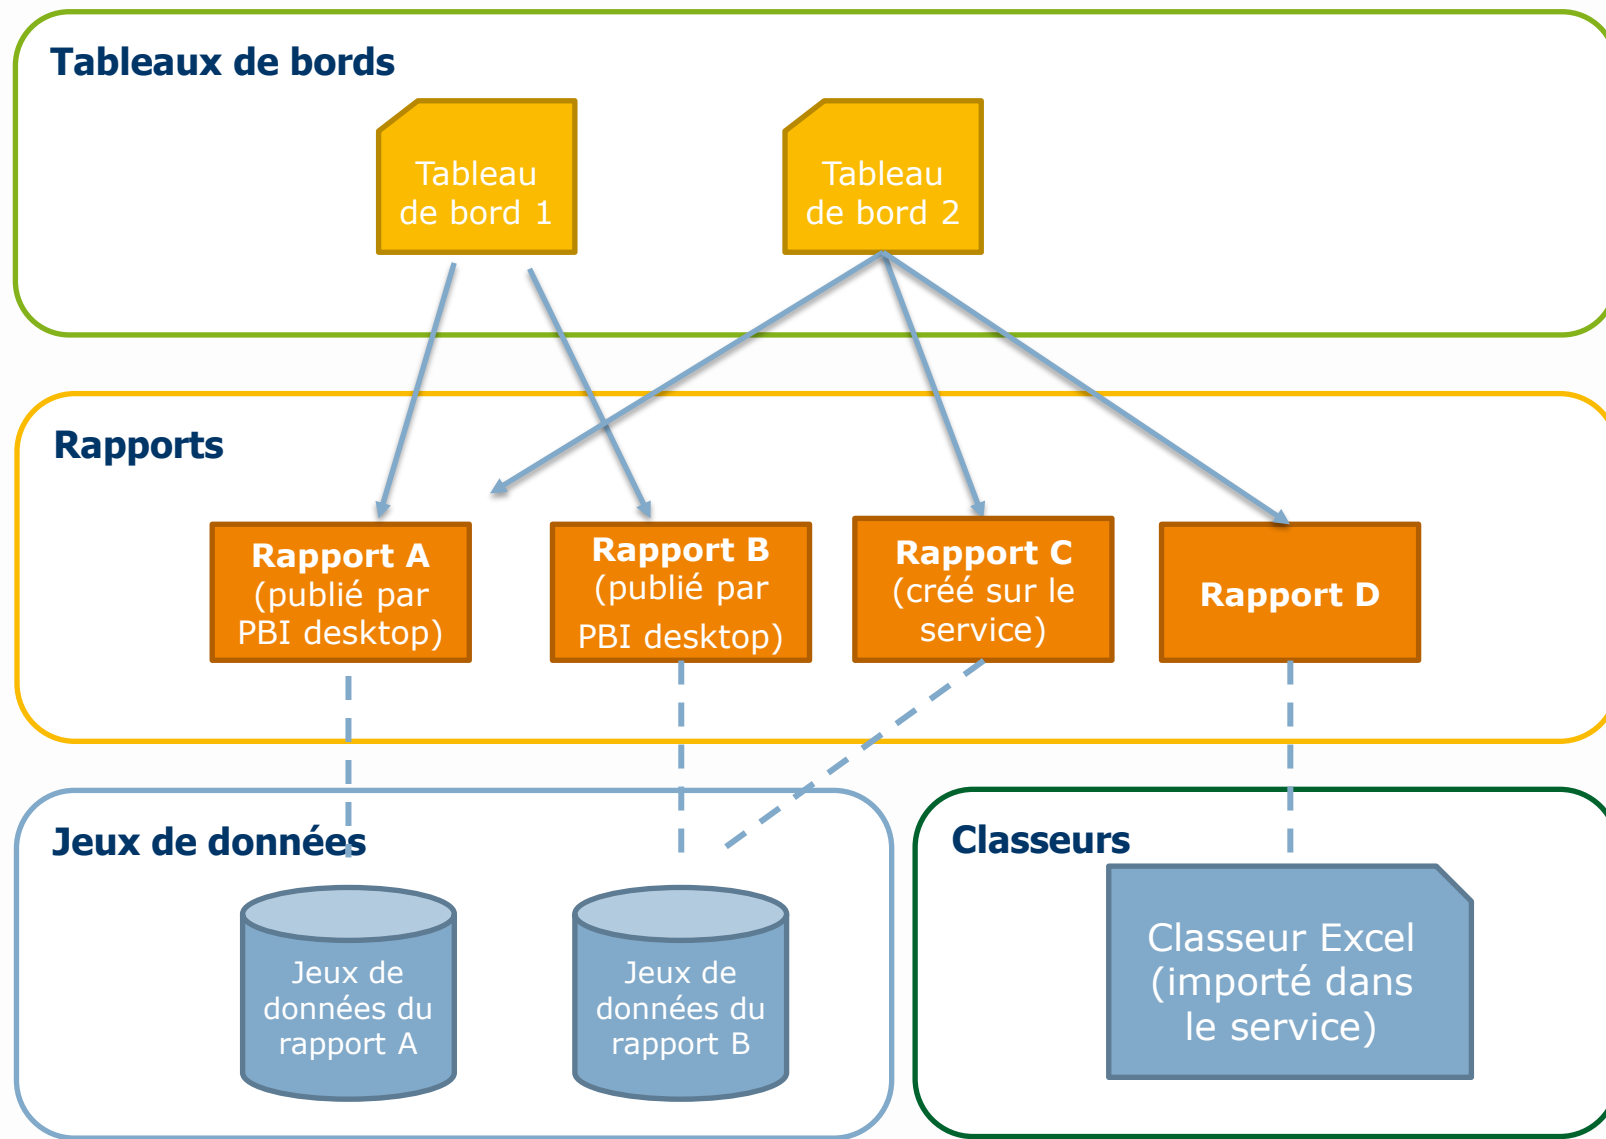 Tableaux de bords
Tableau
de bord 1
Tableau
de bord 2
Rapports
Rapport A
(publié par
PBI desktop)
Rapport B
(publié par
PBI desktop)
Rapport C
(créé sur le
service)
Rapport D
Jeux de données
Jeux de
données du
rapport A
Jeux de
données du
rapport B
Classeurs
Classeur Excel
(importé dans
le service)